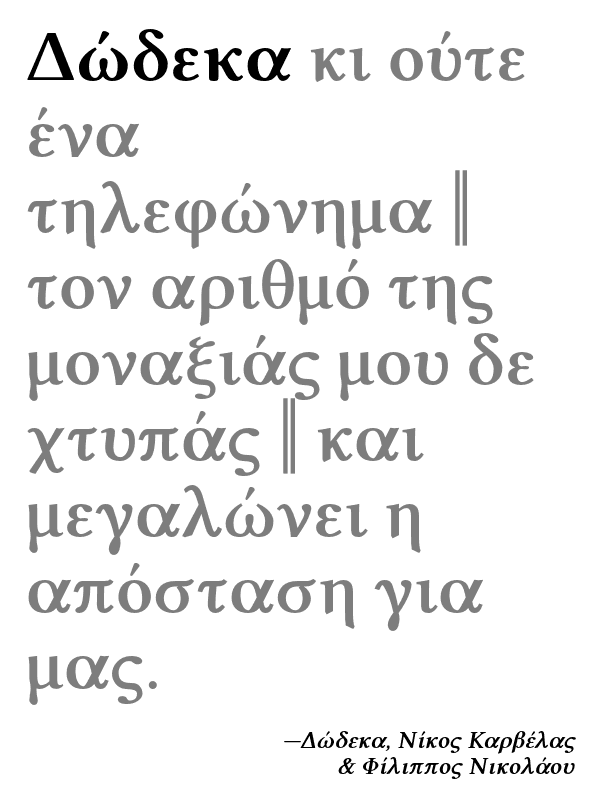 Δώδεκα κι ούτε
ένα
τηλεφώνημα ‖
τον αριθμό της
μοναξιάς μου δε
χτυπάς ‖ και
μεγαλώνει η
απόσταση για
μας.
—Δώδεκα, Νίκος Καρβέλας
& Φίλιππος Νικολάου